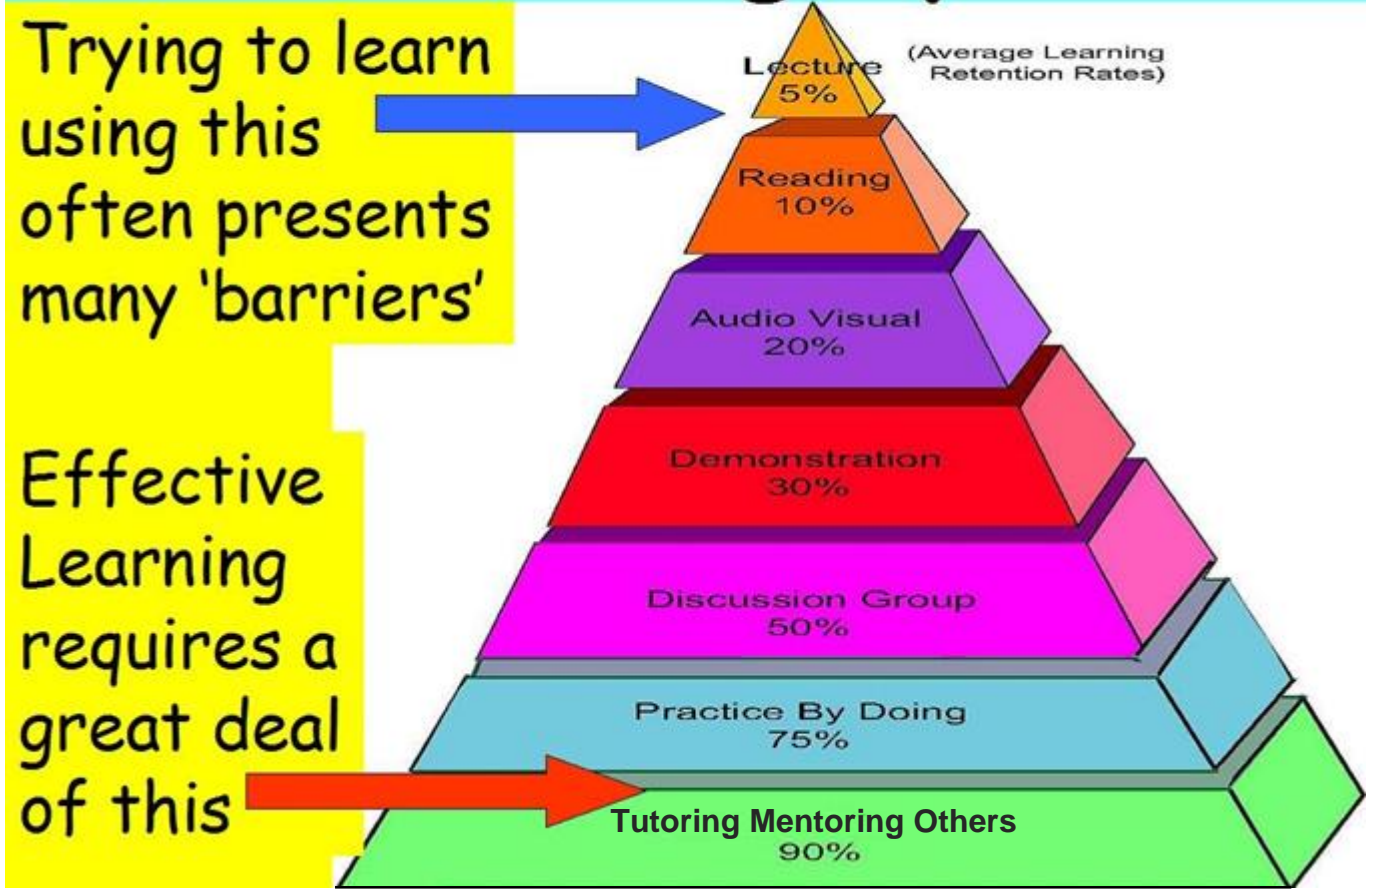 Trying to learn
using this
often presents
many ‘barriers’
Effective
Learning
requires a
great deal
of this
(Average Learning
Retention Rates)
Lecture
5%
Reading
10%
Audio Visual
20%
Demonstration
30%
Discussion Group
50%
Practice By Doing
75%
Tutoring Mentoring Others
90%